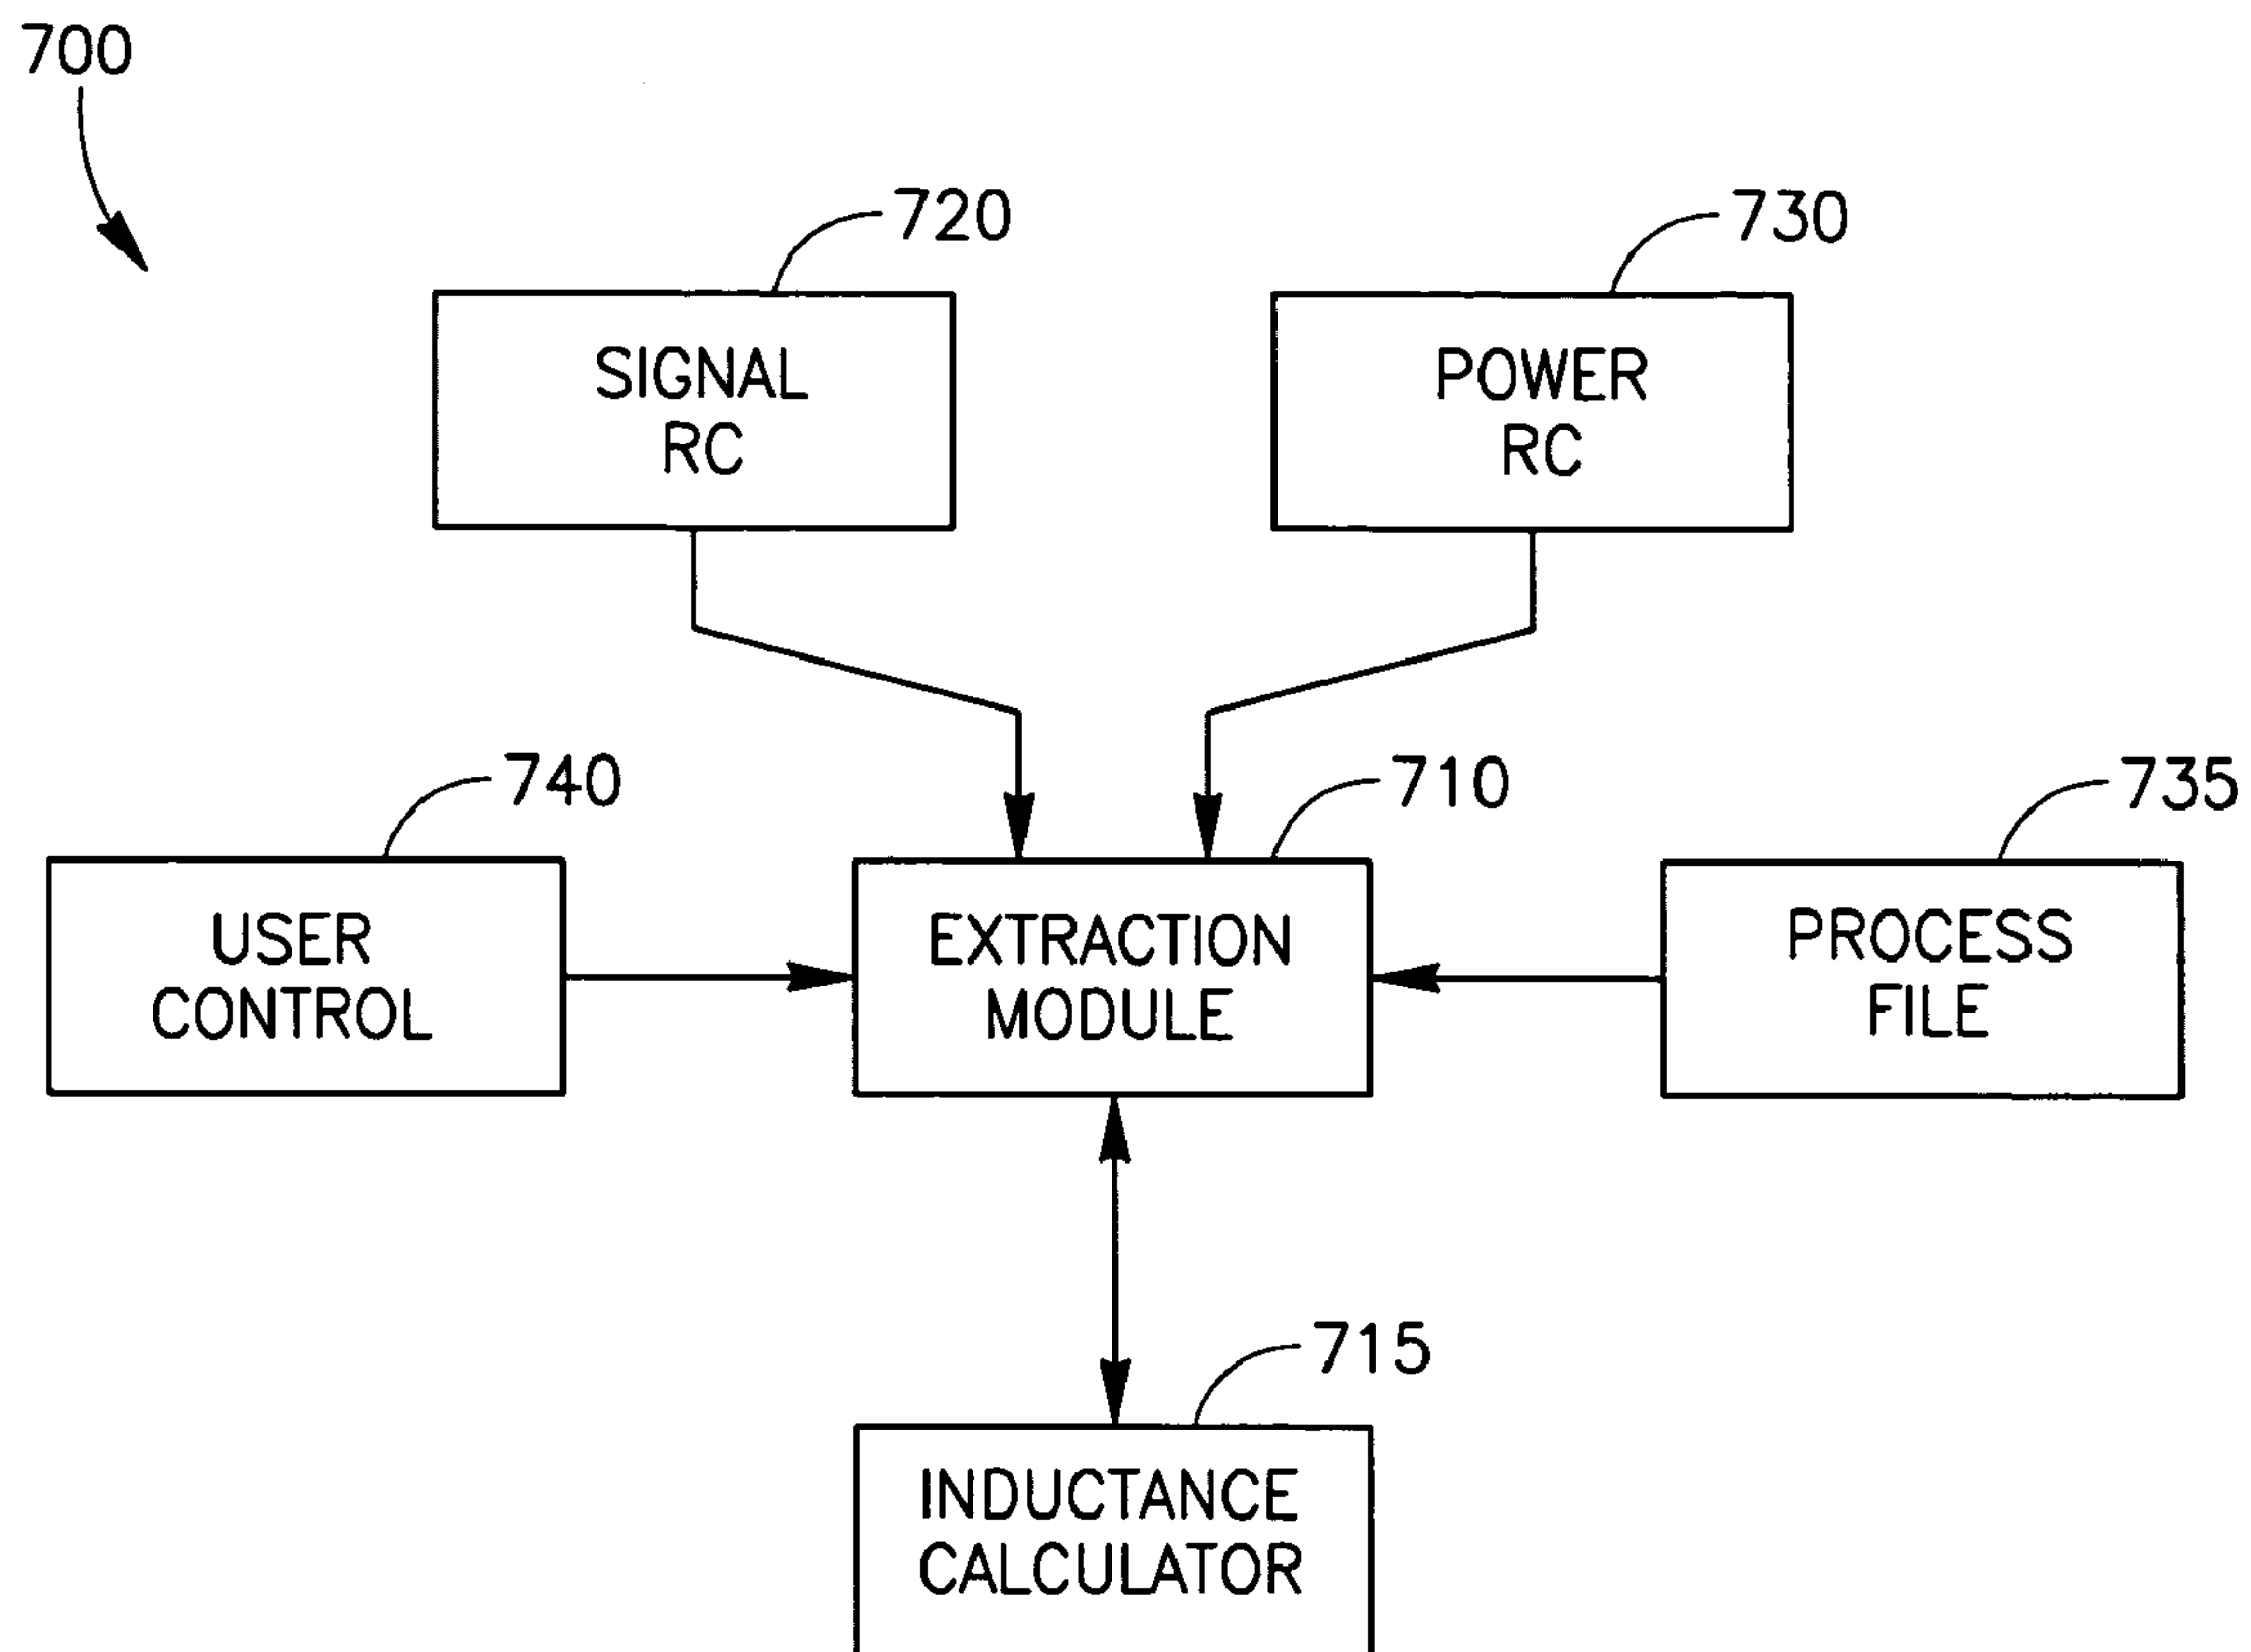 700
720
730
SIGNAL
RC
POWER
RC
740
710
735
USER
CONTROL
EXTRACTION
MODULE
PROCESS
FILE
715
INDUCTANCE
CALCULATOR